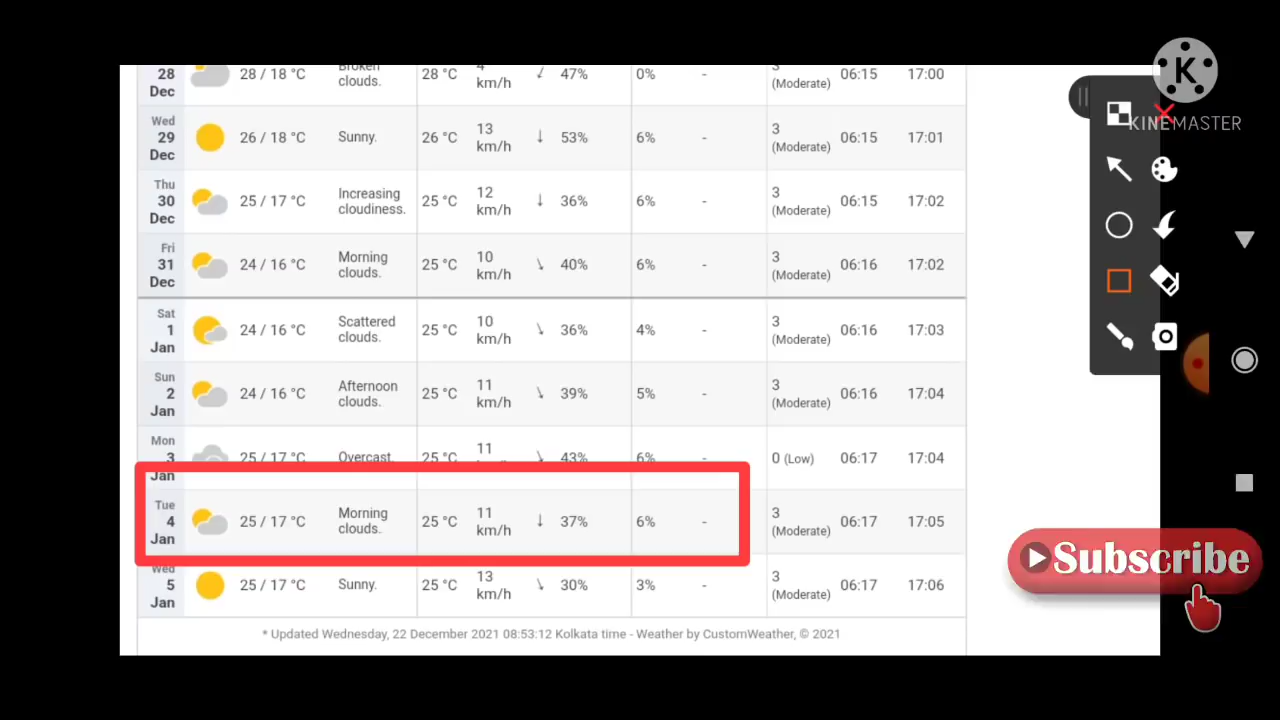 28 Dec 28 / 18 °C Broken clouds. 28 °C km/h ↓ 47% 0% - (Moderate) 06:15 17:00
Wed 29 Dec 26 / 18 °C Sunny. 26 °C 13 km/h ↓ 53% 6% - 3 (Moderate) 06:15 17:01
Thu 30 Dec 25 / 17 °C Increasing cloudiness. 25 °C 12 km/h ↓ 36% 6% - 3 (Moderate) 06:15 17:02
Fri 31 Dec 24 / 16 °C Morning clouds. 25 °C 10 km/h ↓ 40% 6% - 3 (Moderate) 06:16 17:02
Sat 1 Jan 24 / 16 °C Scattered clouds. 25 °C 10 km/h ↓ 36% 4% - 3 (Moderate) 06:16 17:03
Sun 2 Jan 24 / 16 °C Afternoon clouds. 25 °C 11 km/h ↓ 39% 5% - 3 (Moderate) 06:16 17:04
Mon 3 Jan 25 / 17 °C Overcast. 25 °C 11 ↓ 43% 6% - 0 (Low) 06:17 17:04
Tue 4 Jan 25 / 17 °C Morning clouds. 25 °C 11 km/h ↓ 37% 6% - 3 (Moderate) 06:17 17:05
Wed 5 Jan 25 / 17 °C Sunny. 25 °C 13 km/h ↓ 30% 3% - 3 (Moderate) 06:17 17:06
* Updated Wednesday, 22 December 2021 08:53:12 Kolkata time - Weather by CustomWeather, © 2021
K
KINEMASTER
Subscribe